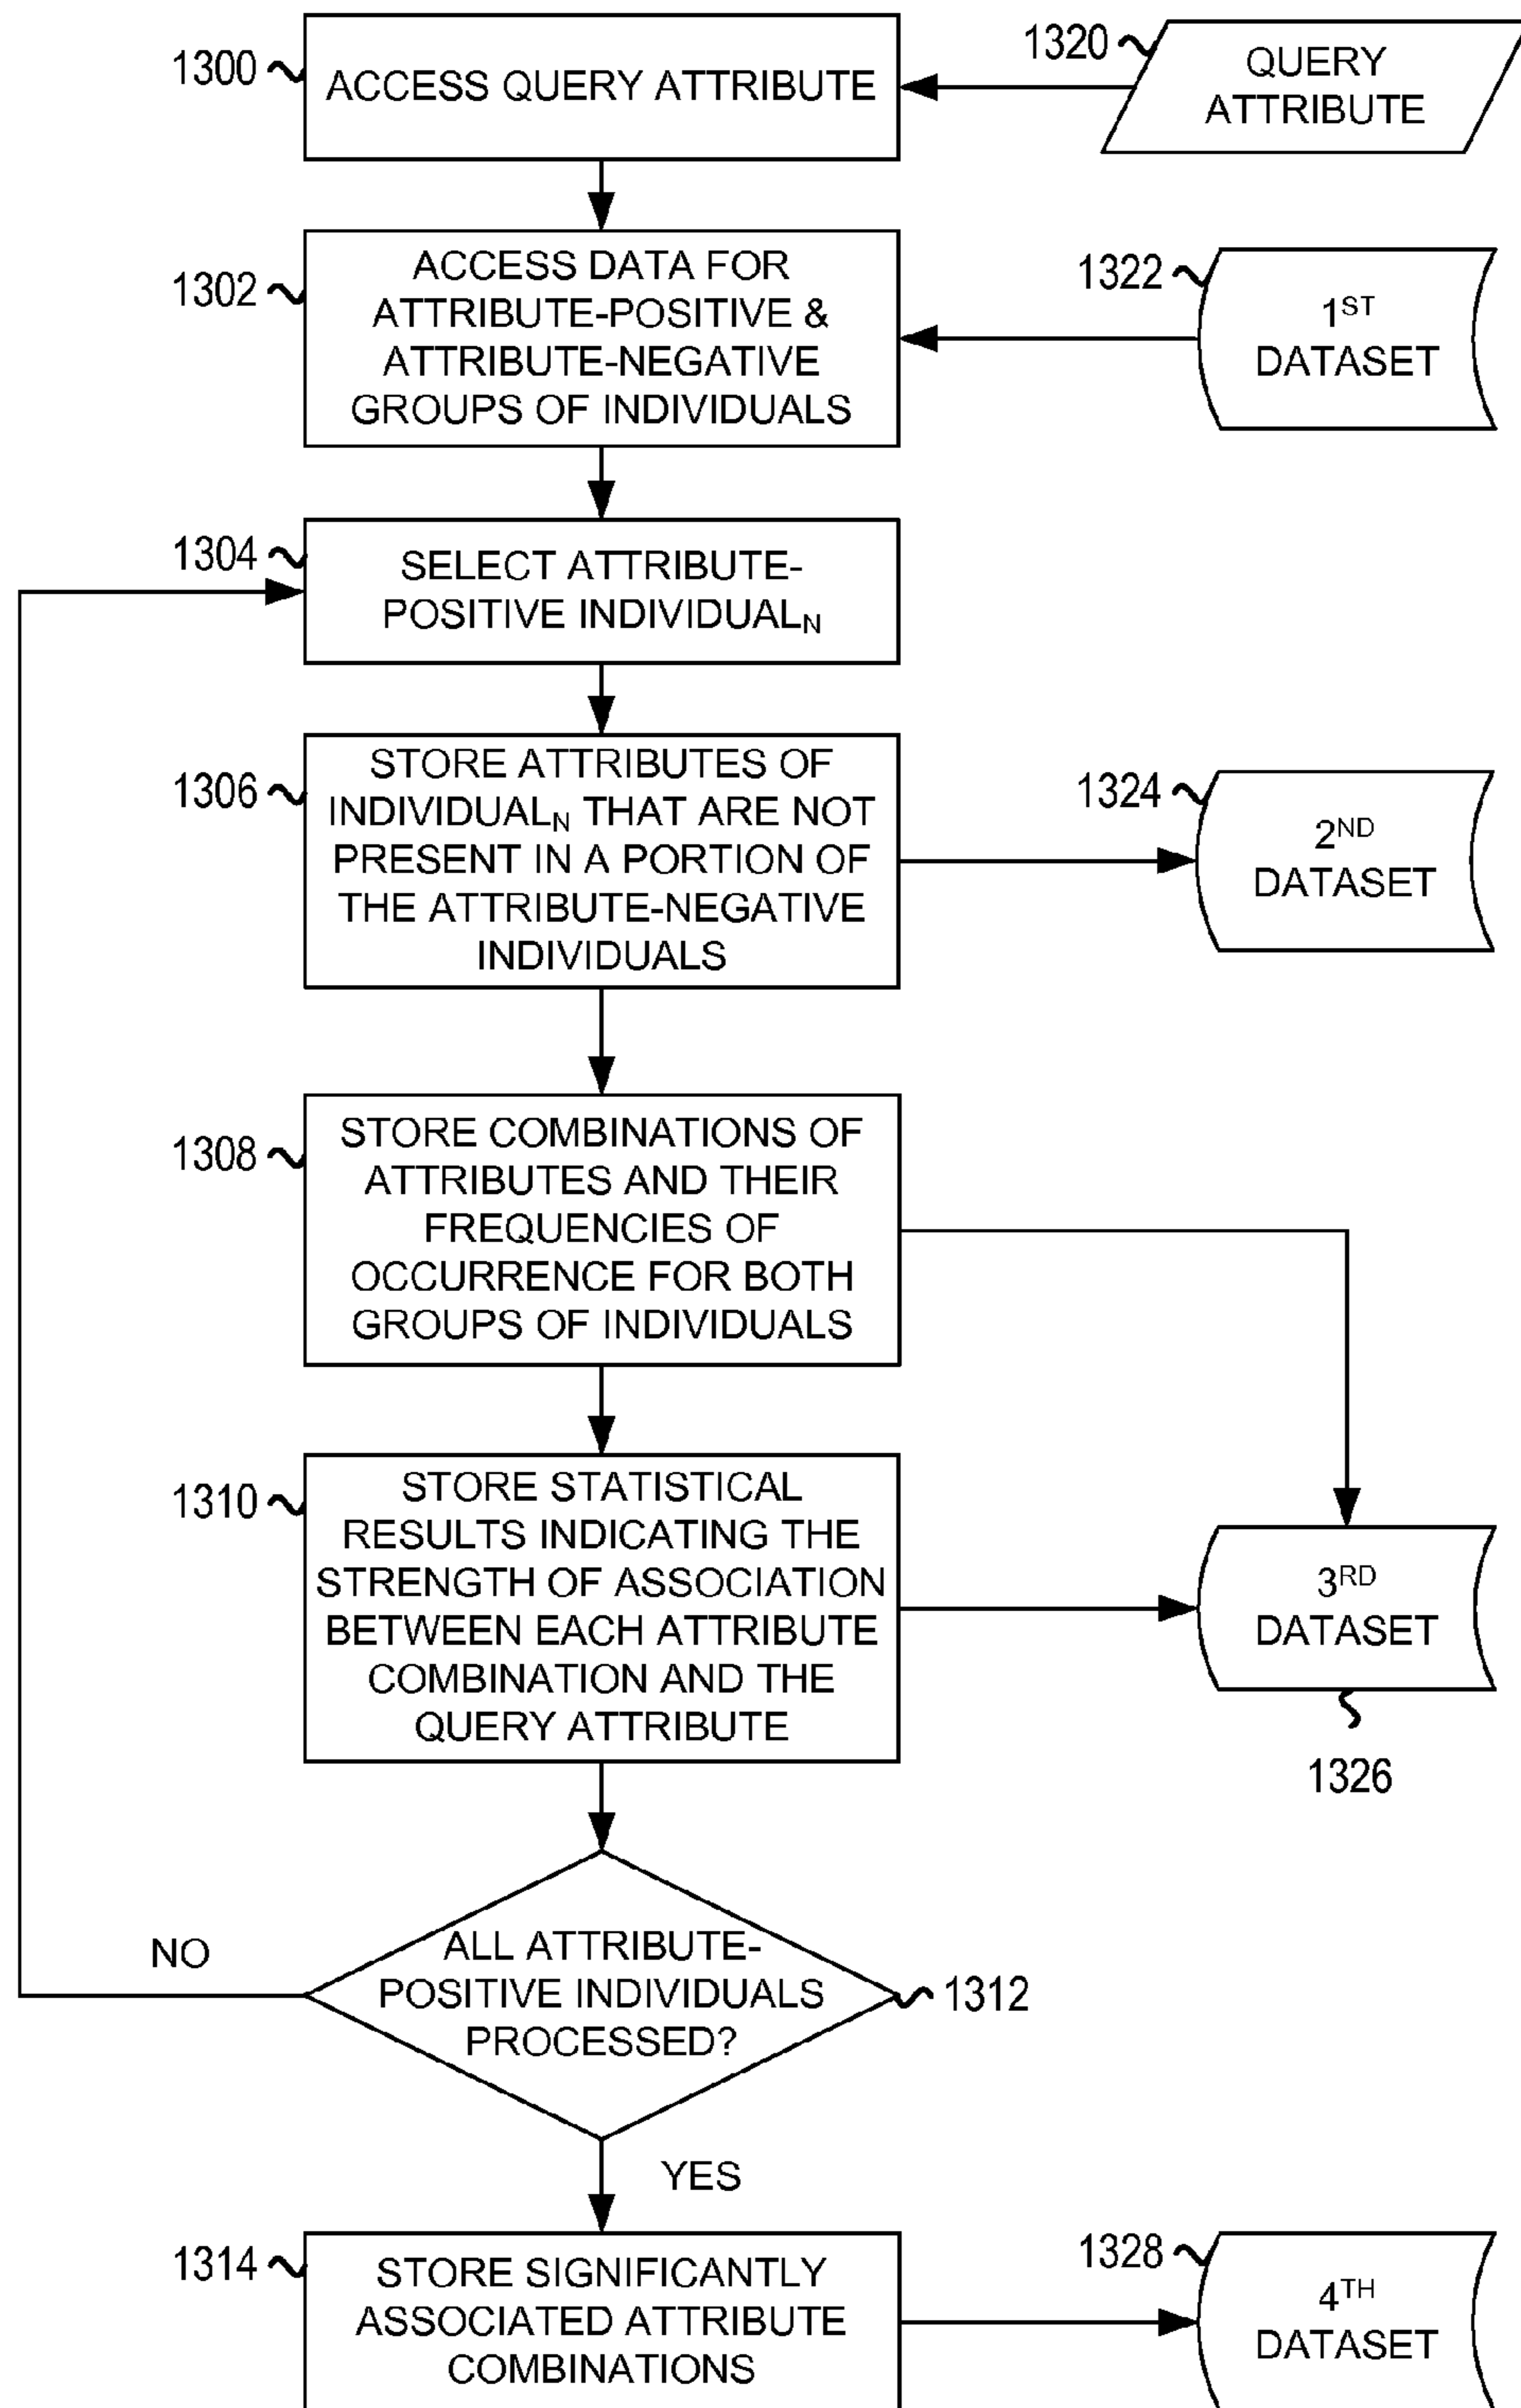 1300
ACCESS QUERY ATTRIBUTE
1320
QUERY
ATTRIBUTE
1302
ACCESS DATA FOR
ATTRIBUTE-POSITIVE &
ATTRIBUTE-NEGATIVE
GROUPS OF INDIVIDUALS
1322
1ST
DATASET
1304
SELECT ATTRIBUTE-
POSITIVE INDIVIDUALN
1306
STORE ATTRIBUTES OF
INDIVIDUALN THAT ARE NOT
PRESENT IN A PORTION OF
THE ATTRIBUTE-NEGATIVE
INDIVIDUALS
1324
2ND
DATASET
1308
STORE COMBINATIONS OF
ATTRIBUTES AND THEIR
FREQUENCIES OF
OCCURRENCE FOR BOTH
GROUPS OF INDIVIDUALS
1310
STORE STATISTICAL
RESULTS INDICATING THE
STRENGTH OF ASSOCIATION
BETWEEN EACH ATTRIBUTE
COMBINATION AND THE
QUERY ATTRIBUTE
3RD
DATASET
1326
NO
ALL ATTRIBUTE-
POSITIVE INDIVIDUALS
PROCESSED?
1312
YES
1314
STORE SIGNIFICANTLY
ASSOCIATED ATTRIBUTE
COMBINATIONS
1328
4TH
DATASET